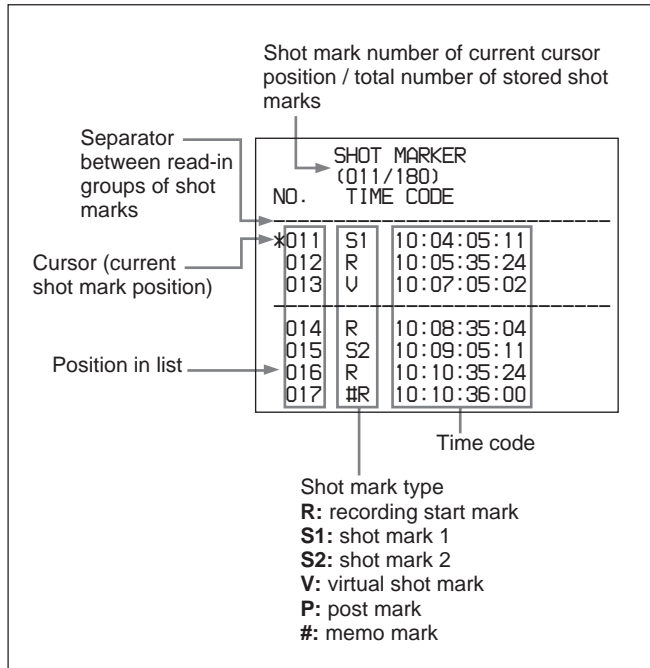 Shot mark number of current cursor
position / total number of stored shot
marks
Separator
between read-in
groups of shot
marks
SHOT MARKER
(011/180)
NO. TIME CODE
Cursor (current
shot mark position)
*011 S1 10:04:05:11
012 R 10:05:35:24
013 V 10:07:05:02
Position in list
014 R 10:08:35:04
015 S2 10:09:05:11
016 R 10:10:35:24
017 #R 10:10:36:00
Time code
Shot mark type
R: recording start mark
S1: shot mark 1
S2: shot mark 2
V: virtual shot mark
P: post mark
#: memo mark